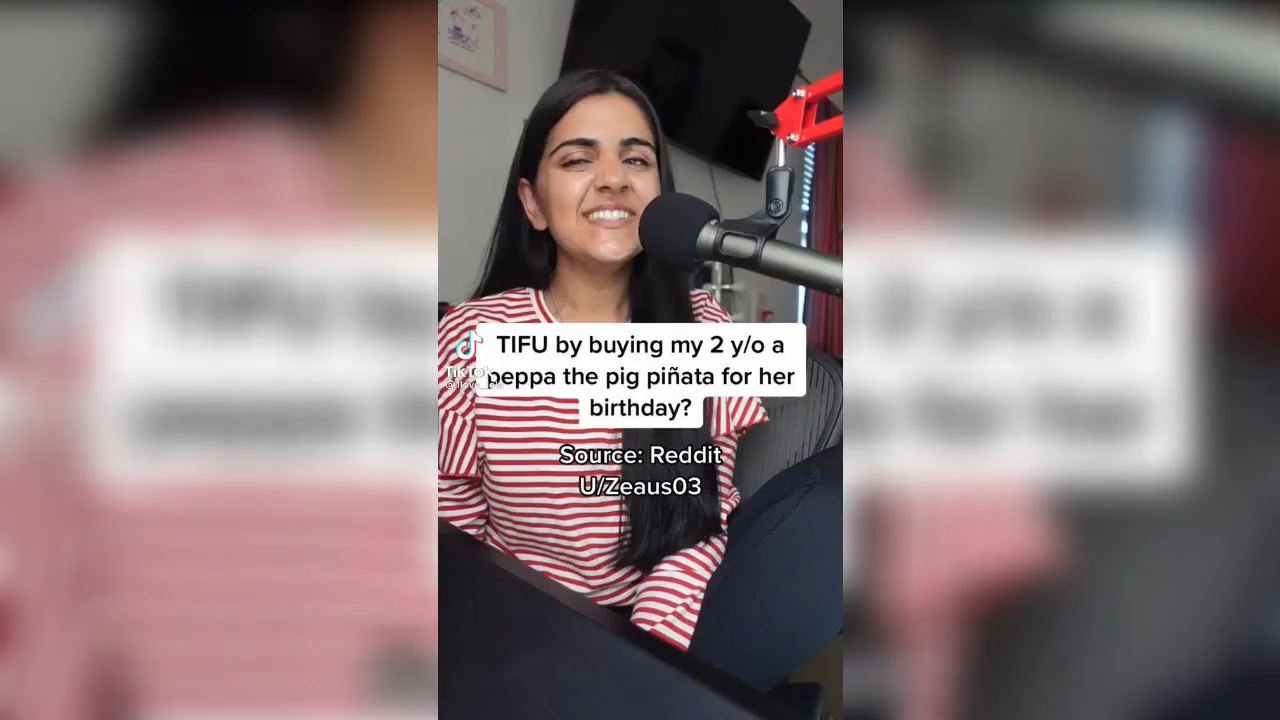 TIFU by buying my 2 y/o a
peppa the pig piñata for her
birthday?
Source: Reddit
U/Zeaus03
TikTok